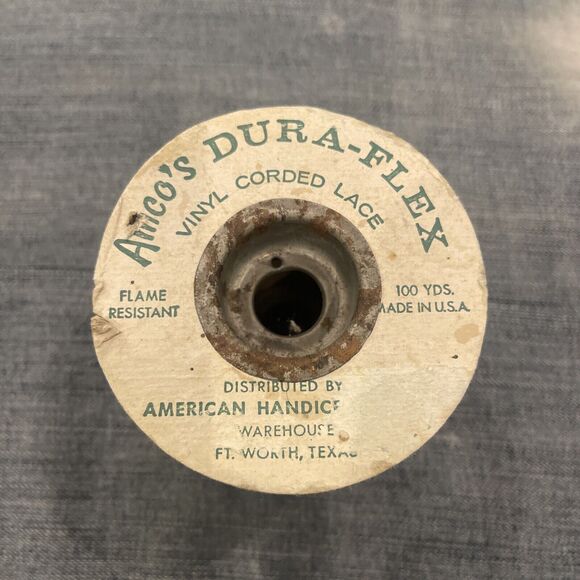 Amco's DURA-FLEX
VINYL CORDED LACE
FLAME
RESISTANT
100 YDS.
MADE IN U.S.A.
DISTRIBUTED BY
AMERICAN HANDIC
WAREHOUSE
FT. WORTH, TEXAS